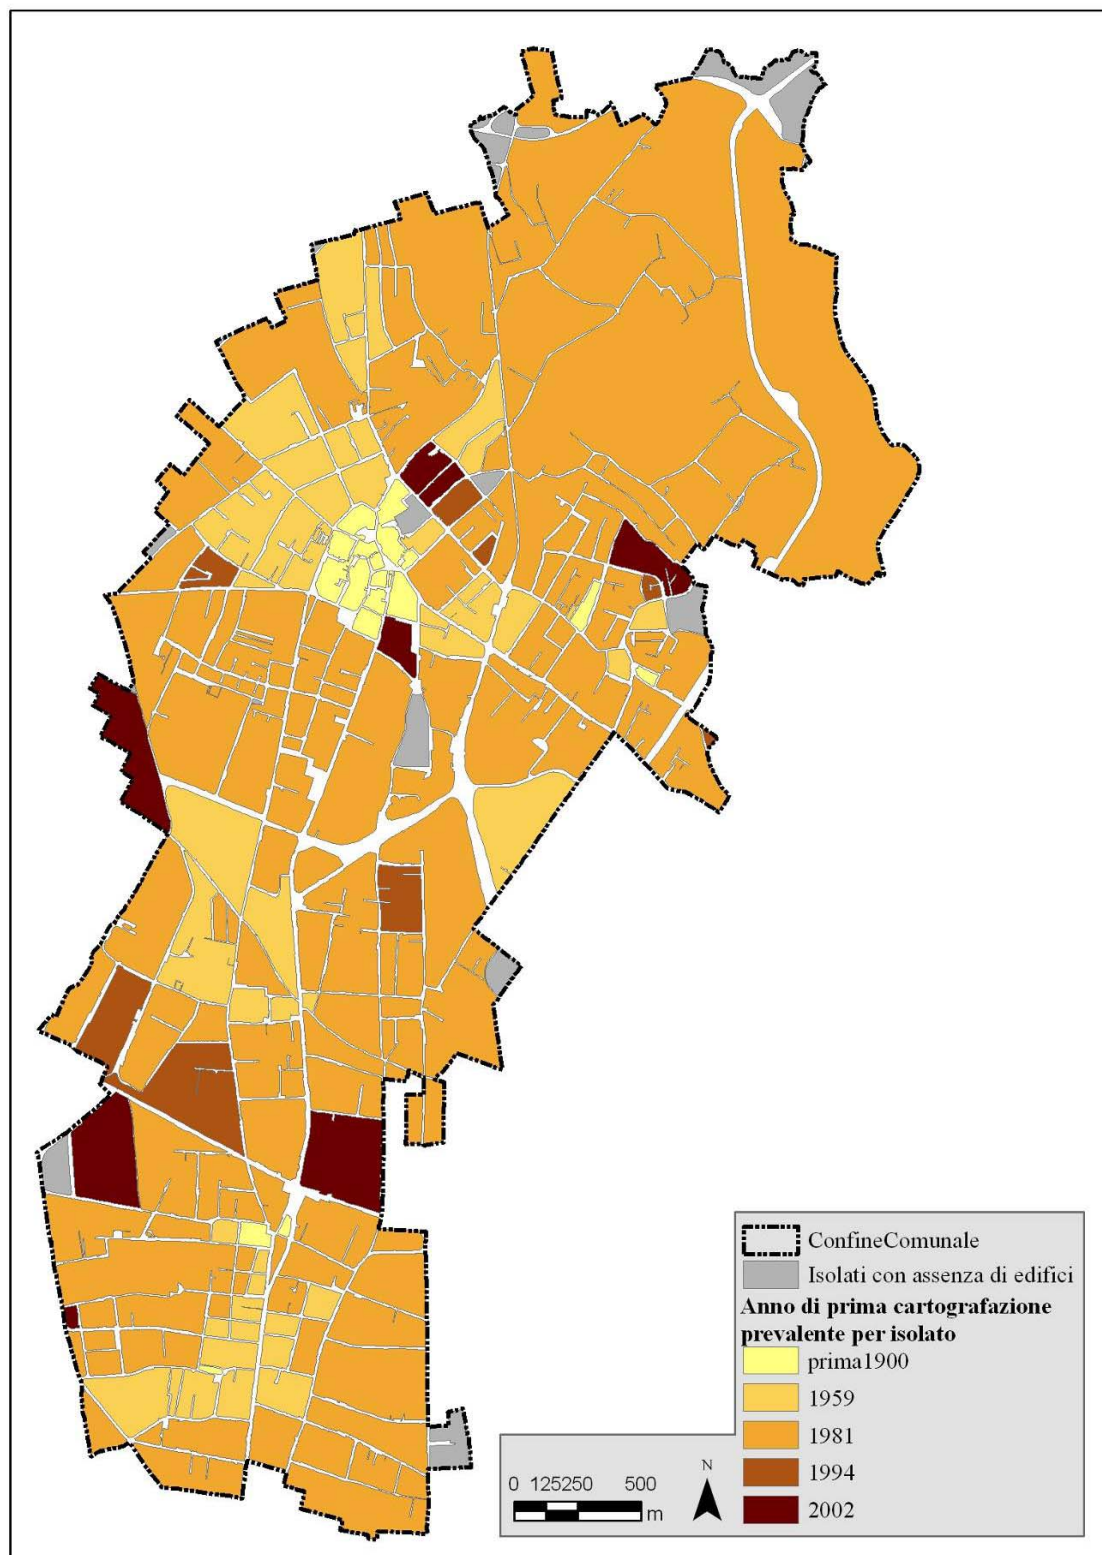 ConfineComunale
Isolati con assenza di edifici
Anno di prima cartografazione
prevalente per isolato
prima1900
1959
1981
1994
2002
0 125250 500
m
N